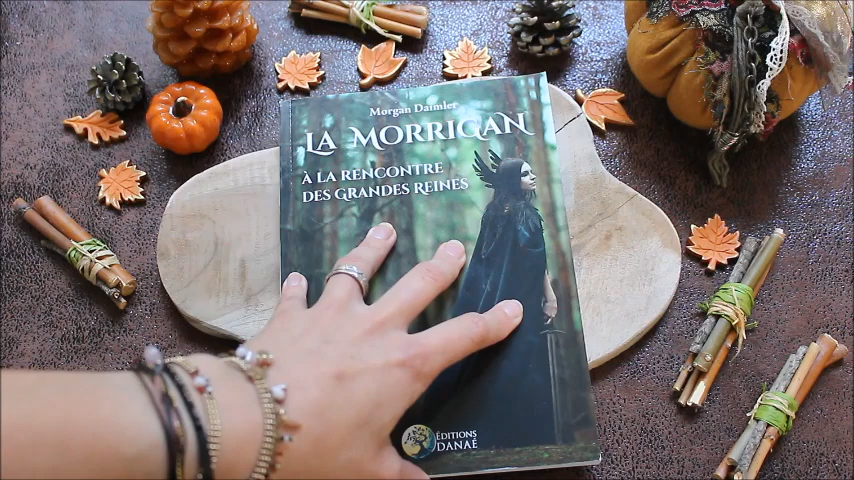 Morgan Daimler
LA MORRIGAN
À LA RENCONTRE
DES GRANDES REINES
ÉDITIONS
DANAÉ